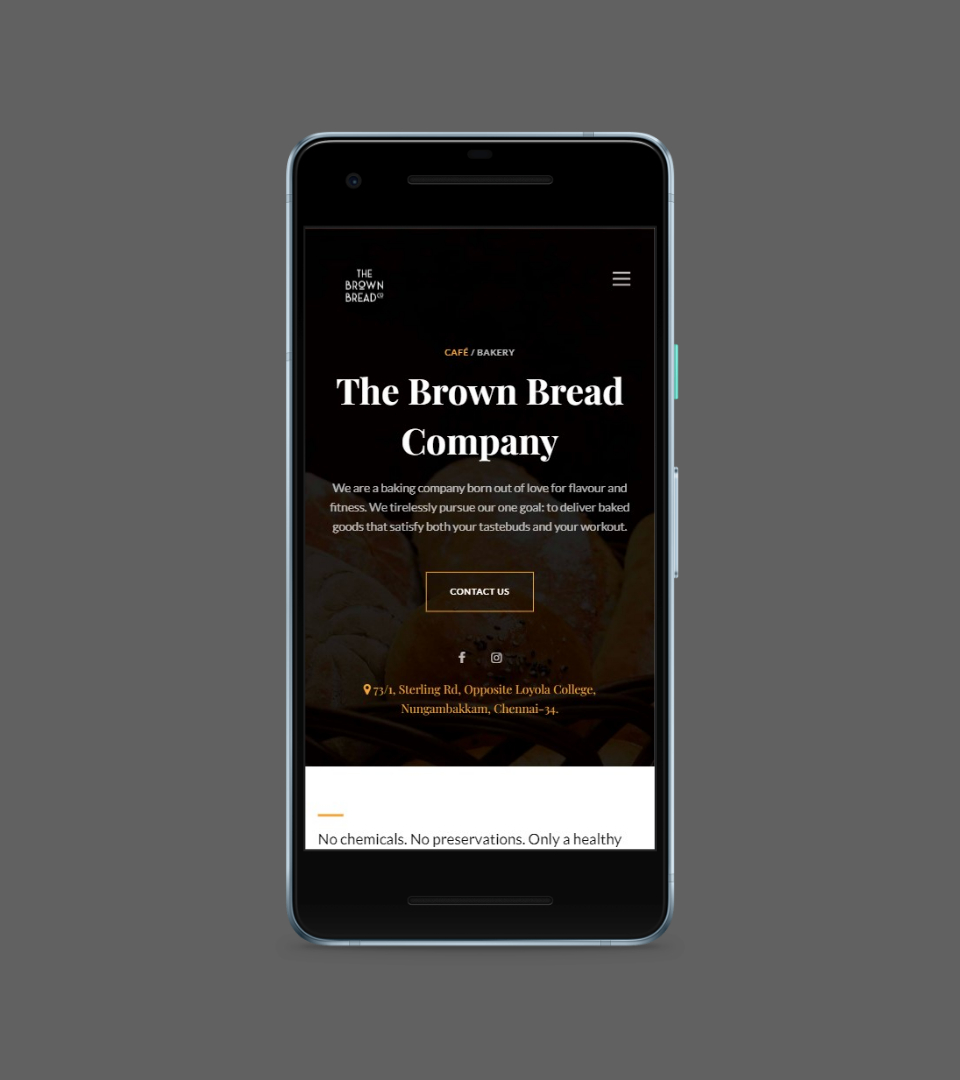 THE
BROWN
BREAD CO
CAFÉ / BAKERY
The Brown Bread
Company
We are a baking company born out of love for flavour and
fitness. We tirelessly pursue our one goal: to deliver baked
goods that satisfy both your tastebuds and your workout.
CONTACT US
73/1, Sterling Rd, Opposite Loyola College,
Nungambakkam, Chennai-34.
No chemicals. No preservations. Only a healthy